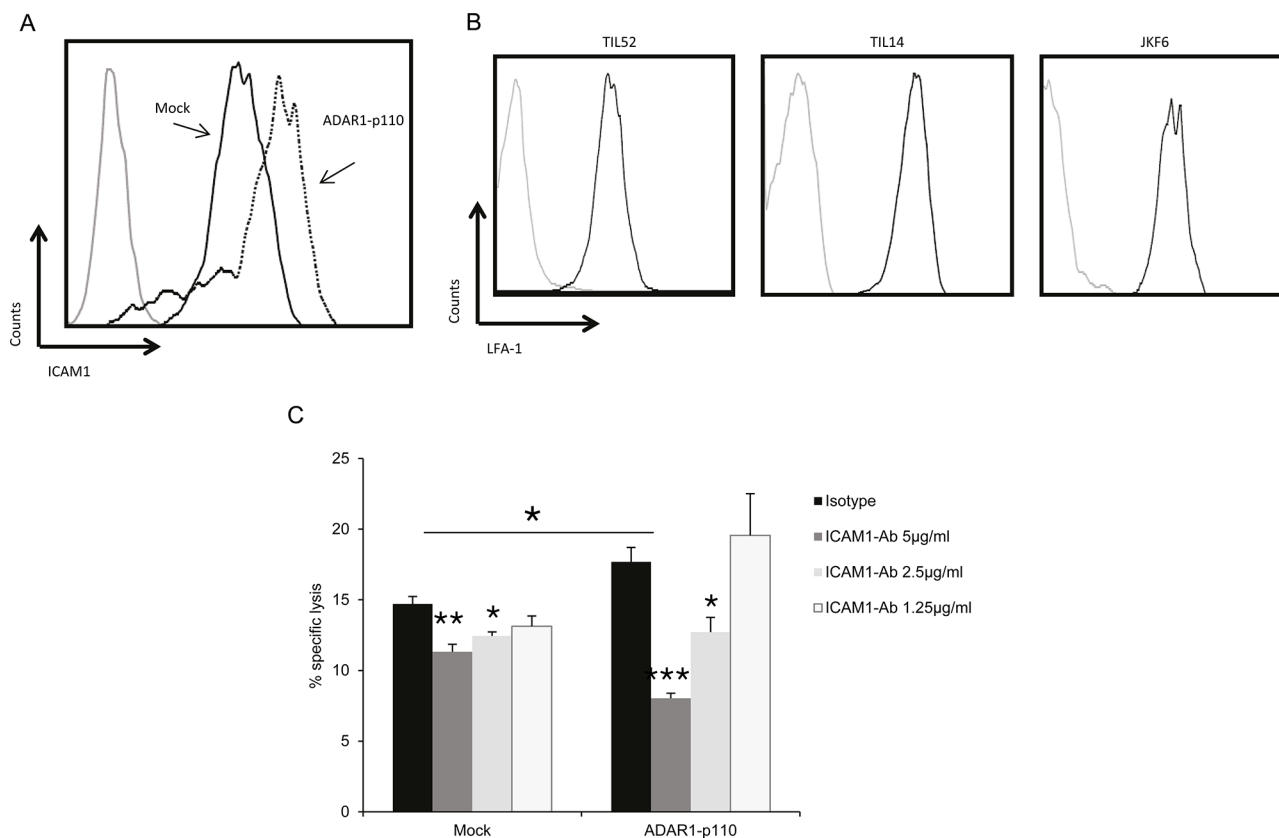 A
Mock
ADAR1-p110
Counts
ICAM1
B
TIL52
TIL14
JKF6
Counts
LFA-1
C
% specific lysis
25
20
15
10
5
0
*
**
*
***
*
Mock
ADAR1-p110
Isotype
ICAM1-Ab 5µg/ml
ICAM1-Ab 2.5µg/ml
ICAM1-Ab 1.25µg/ml